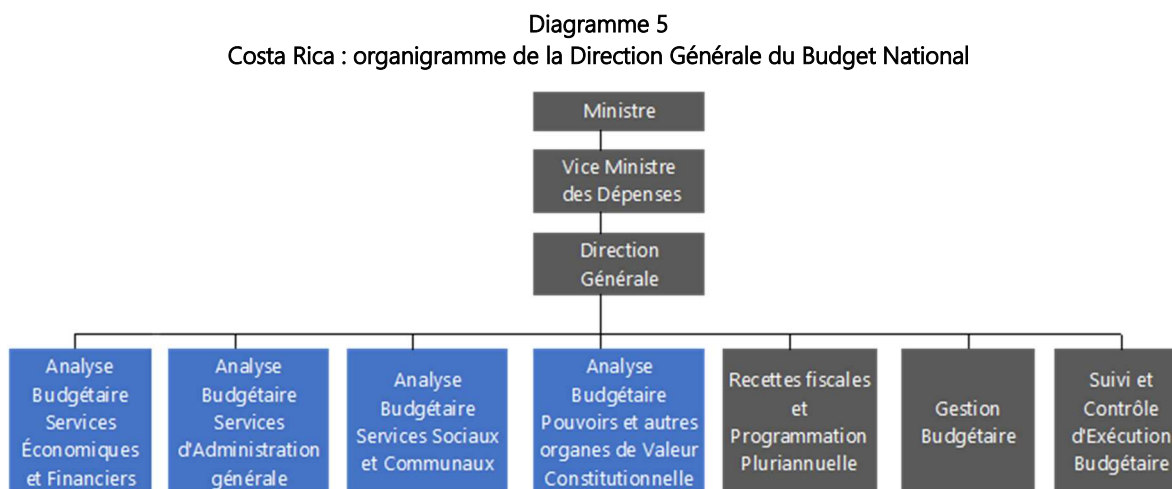 Diagramme 5
Costa Rica : organigramme de la Direction Générale du Budget National
Ministre
Vice Ministre
des Dépenses
Direction
Générale
Analyse
Budgétaire
Services
Économiques
et Financiers
Analyse
Budgétaire
Services
d'Administration
générale
Analyse
Budgétaire
Services Sociaux
et Communaux
Analyse
Budgétaire
Pouvoirs et autres
organes de Valeur
Constitutionnelle
Recettes fiscales
et
Programmation
Pluriannuelle
Gestion
Budgétaire
Suivi et
Contrôle
d'Exécution
Budgétaire